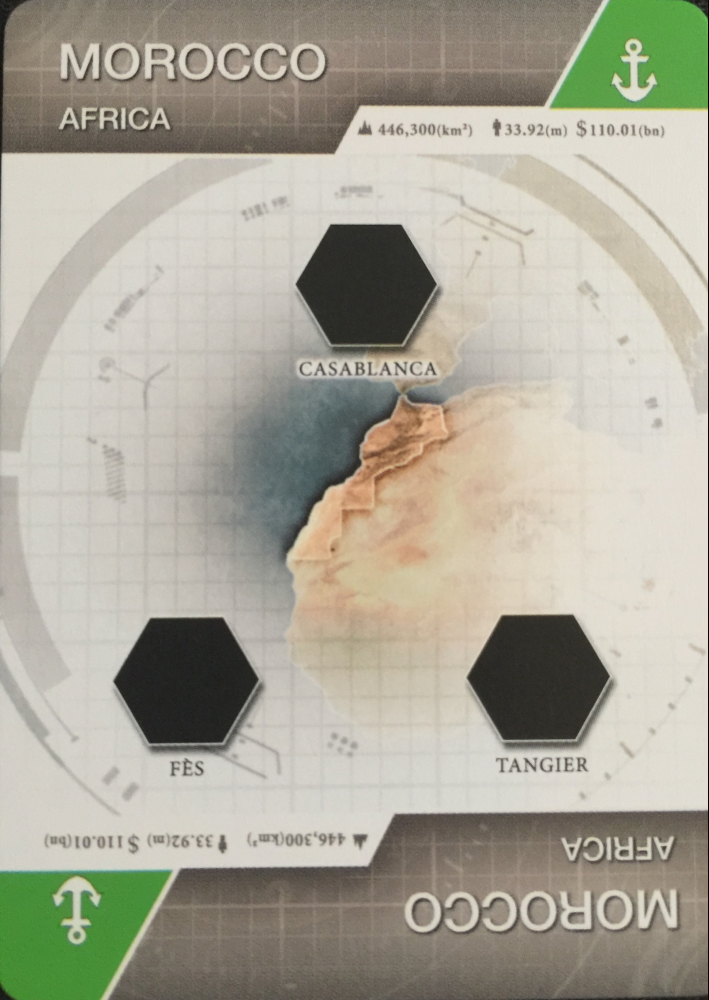 MOROCCO
AFRICA
446,300(km²) 33.92(m) $110.01(bn)
CASABLANCA
FÈS
TANGIER
446,300(km²) 33.92(m) $110.01(bn)
AFRICA
MOROCCO